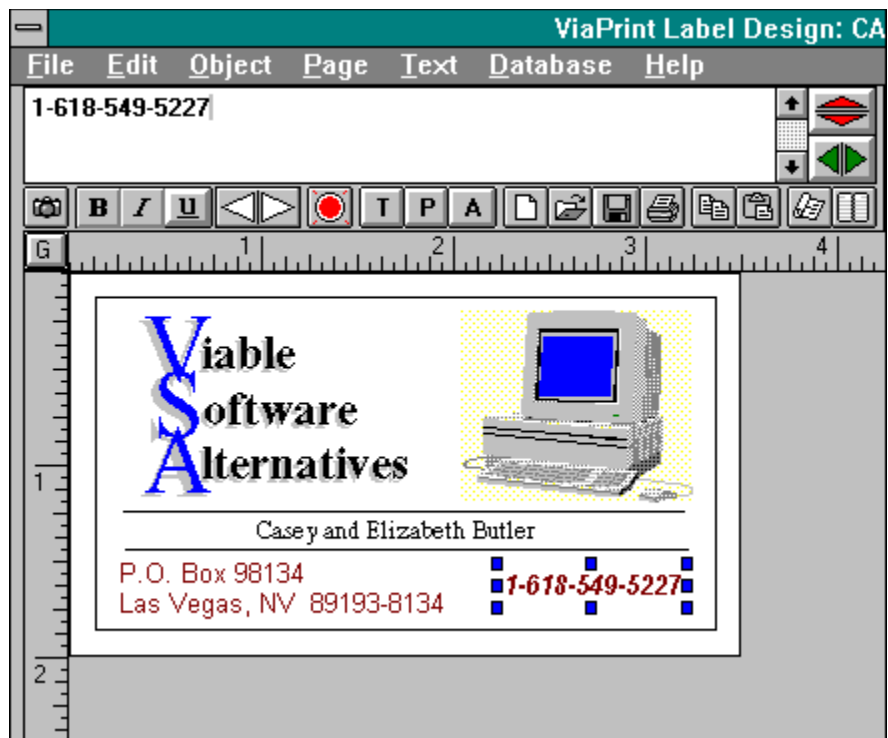 ViaPrint Label Design: CA
File Edit Object Page Text Database Help
1-618-549-5227
B I U T P A
G 1 2 3 4
Viable
Software
Alternatives
1
Casey and Elizabeth Butler
P.O. Box 98134
Las Vegas, NV 89193-8134
1-618-549-5227
2